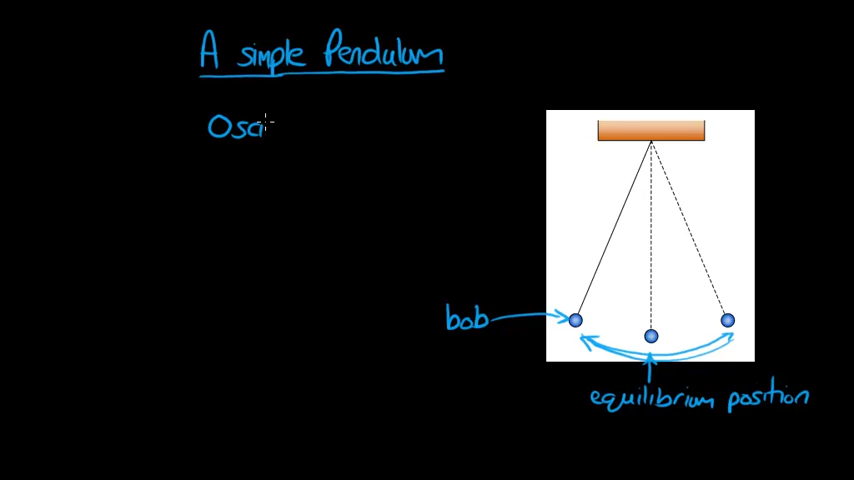 A simple Pendulum
Osci
bob
equilibrium position